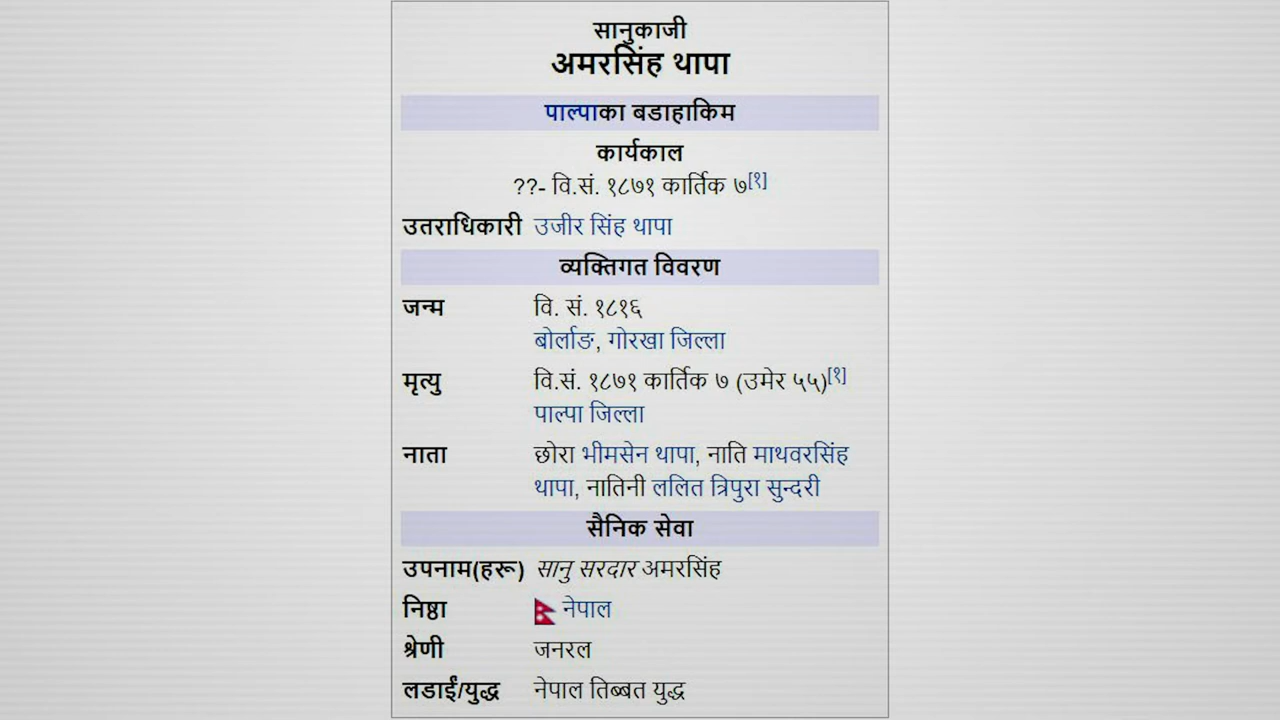 सानुकाजी
अमरसिंह थापा
पाल्पाका बडाहाकिम
कार्यकाल
??- वि.सं. १८७१ कार्तिक ७[१]
उतराधिकारी उजीर सिंह थापा
व्यक्तिगत विवरण
जन्म वि. सं. १८१६
बोर्लाङ, गोरखा जिल्ला
मृत्यु वि.सं. १८७१ कार्तिक ७ (उमेर ५५)[१]
पाल्पा जिल्ला
नाता छोरा भीमसेन थापा, नाति माथवरसिंह
थापा, नातिनी ललित त्रिपुरा सुन्दरी
सैनिक सेवा
उपनाम(हरू) सानु सरदार अमरसिंह
निष्ठा नेपाल
श्रेणी जनरल
लडाईं/युद्ध नेपाल तिब्बत युद्ध